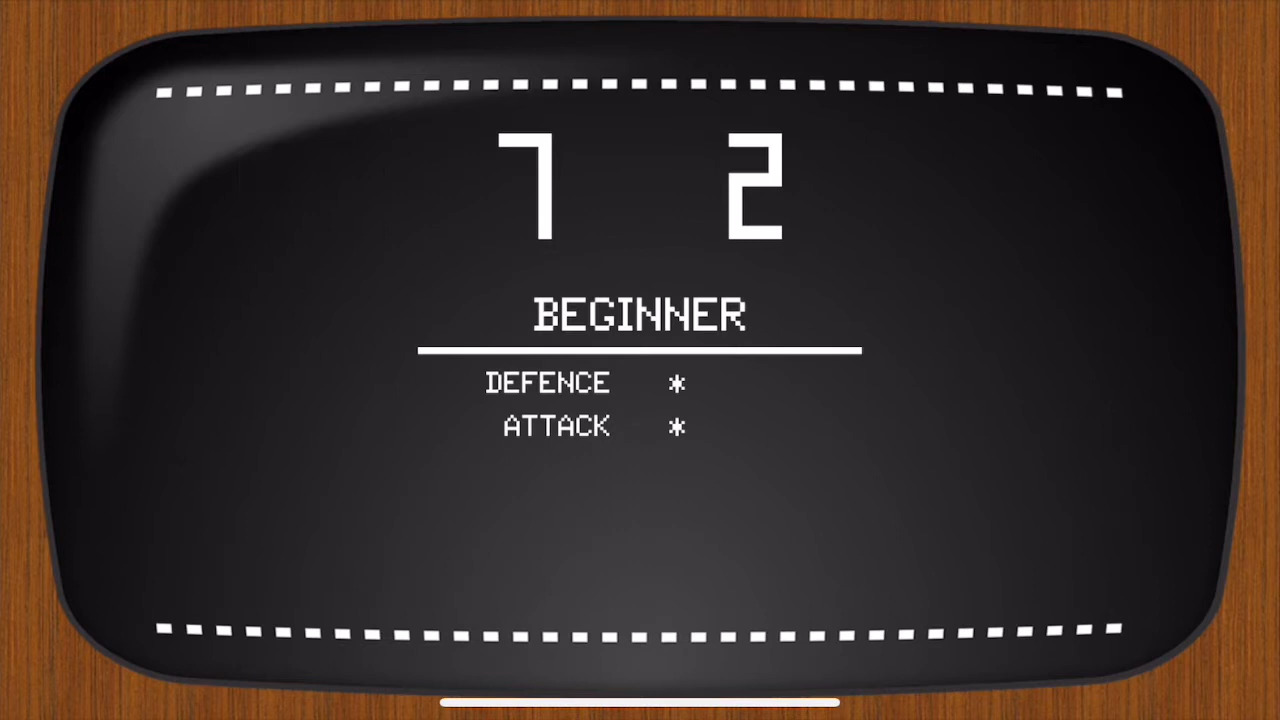 7 2
BEGINNER
DEFENCE *
ATTACK *